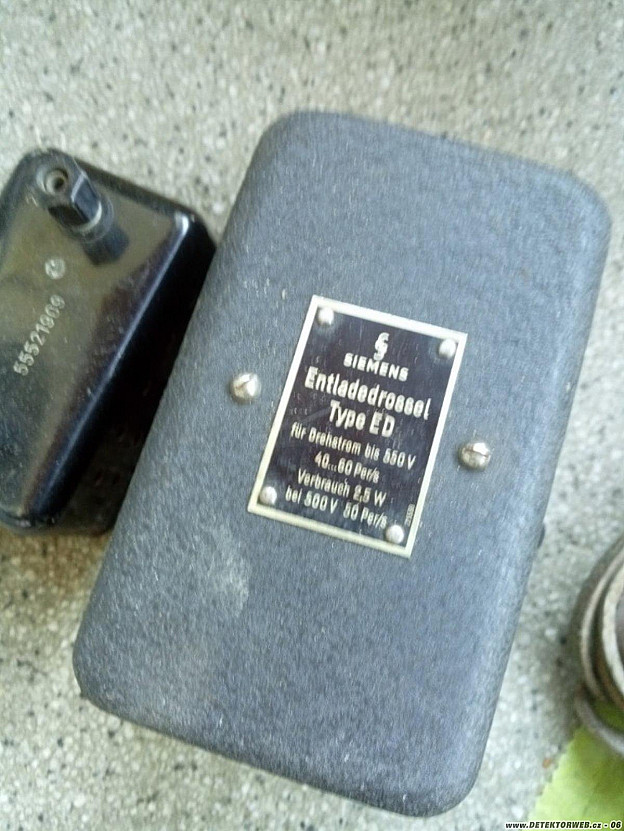 55521909
SIEMENS
Entladedrossel
Type ED
für Drehstrom bis 550 V
40...60 Per/s
Verbrauch 2,5 W
bei 500 V 50 Per/s
www.DETEKTORWEB.cz - 06